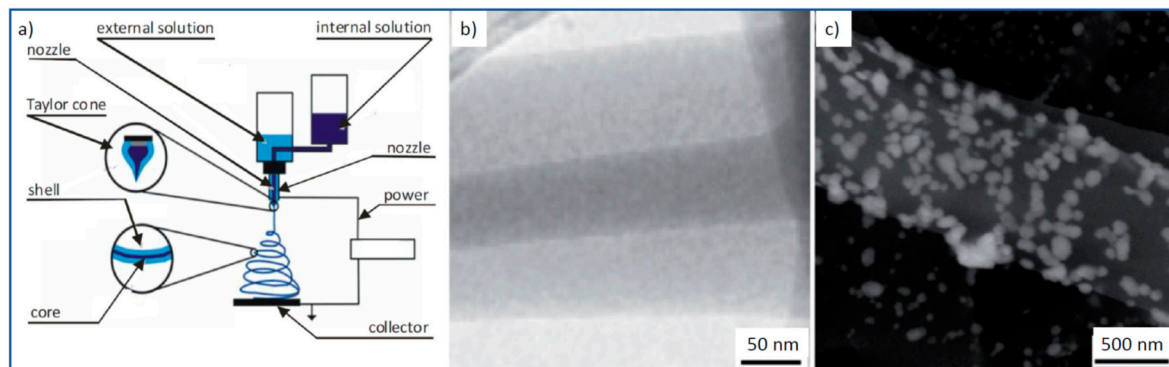 a)
external solution
internal solution
nozzle
Taylor cone
nozzle
shell
power
core
collector
b)
50 nm
c)
500 nm